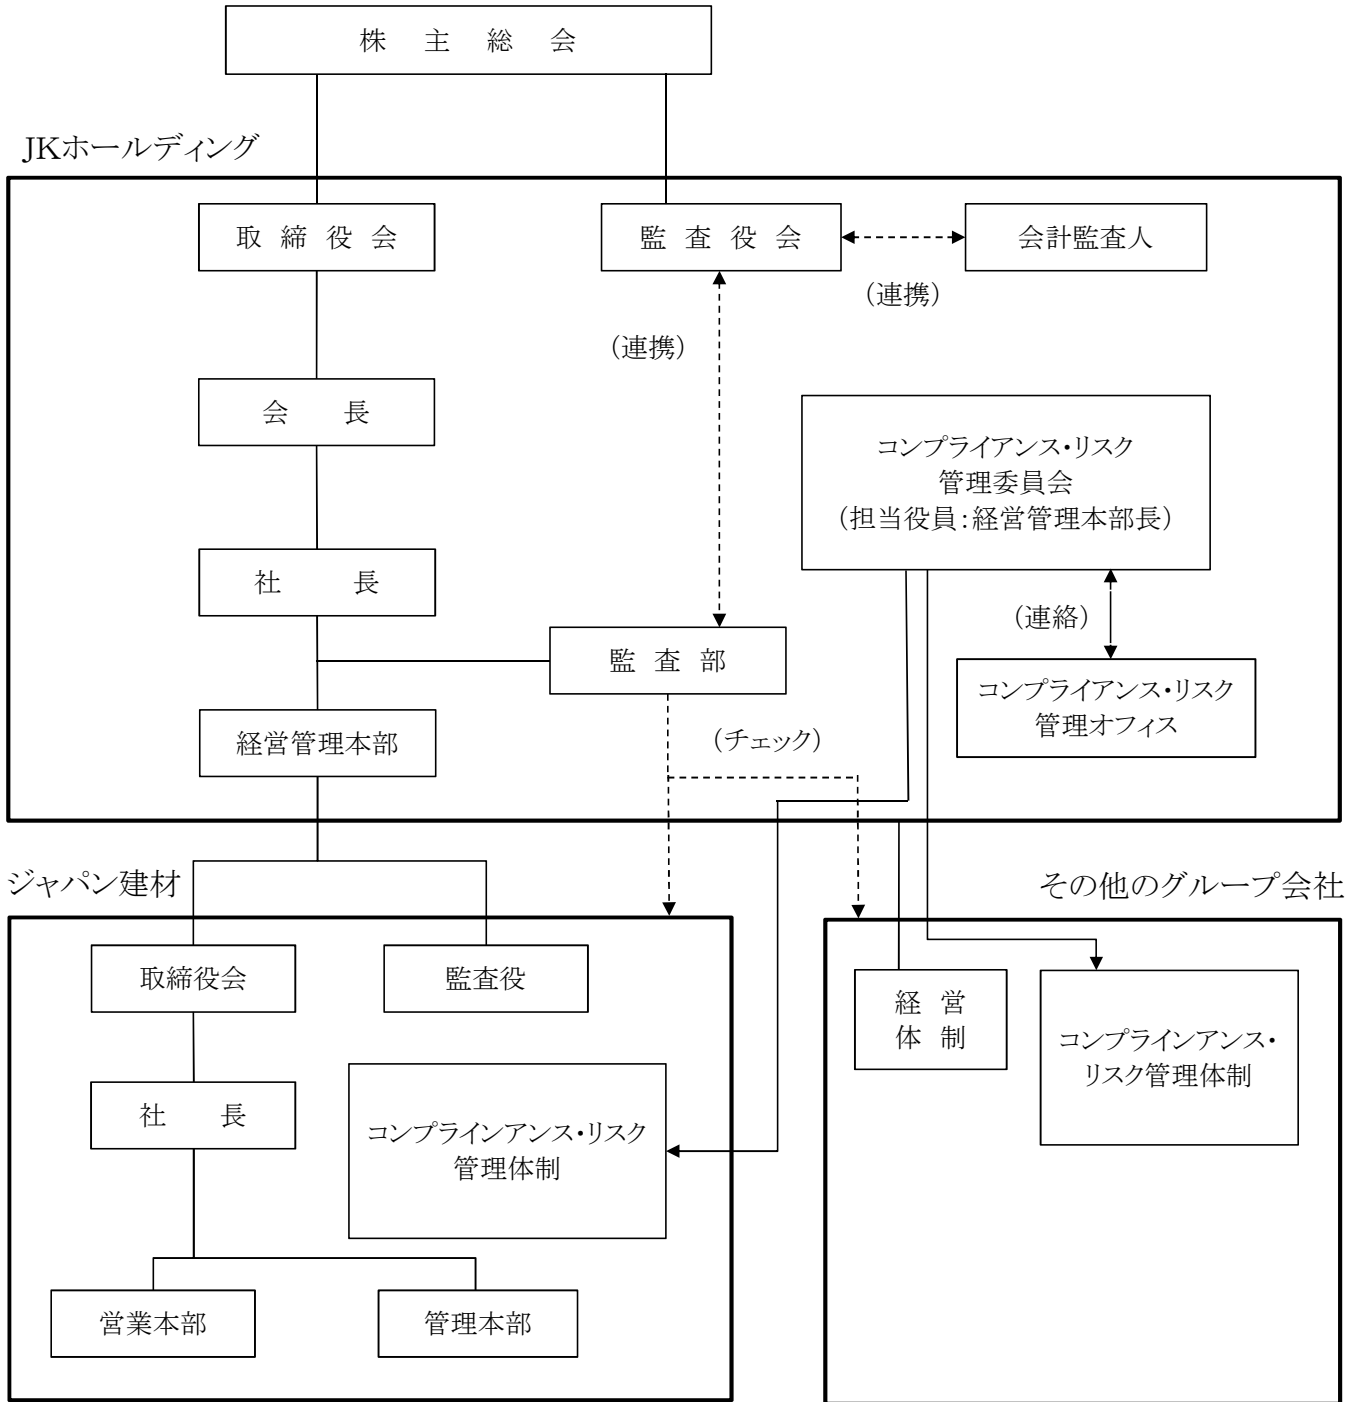 株主総会
JKホールディング
取締役会
監査役会
会計監査人
(連携)
(連携)
会長
コンプライアンス・リスク
管理委員会
(担当役員:経営管理本部長)
社長
(連絡)
監査部
コンプライアンス・リスク
管理オフィス
経営管理本部
(チェック)
ジャパン建材
その他のグループ会社
取締役会
監査役
経営
体制
コンプラインアンス・
リスク管理体制
社長
コンプラインアンス・リスク
管理体制
営業本部
管理本部